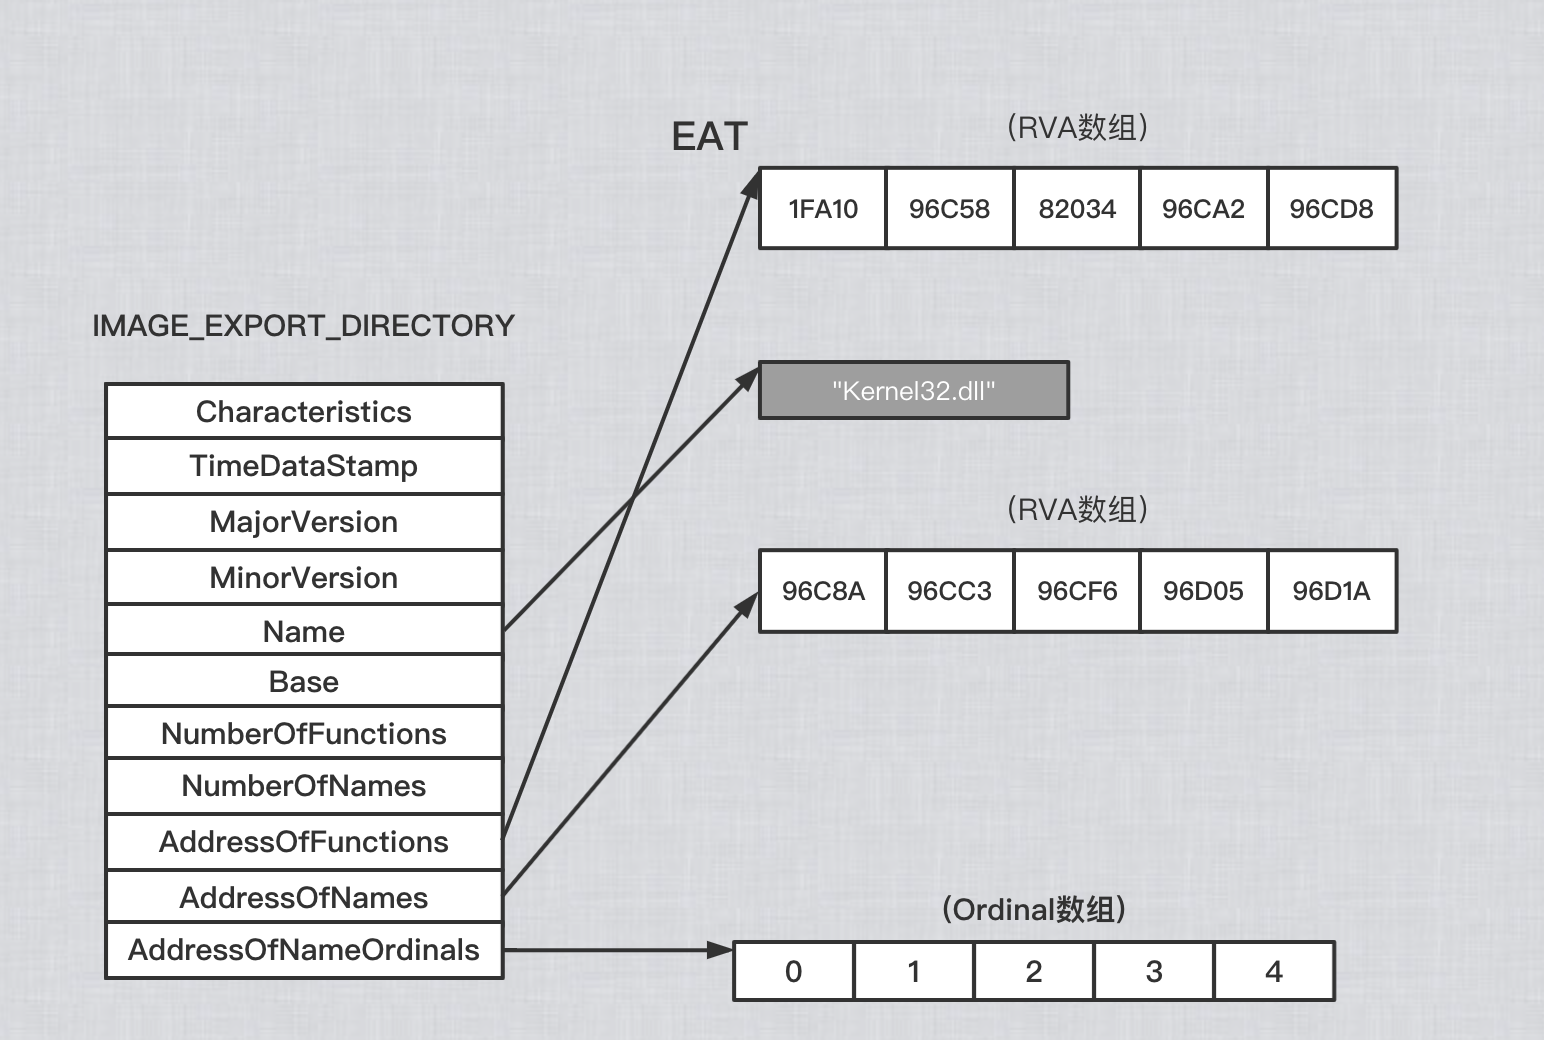 EAT
(RVA数组)
1FA10 96C58 82034 96CA2 96CD8
IMAGE_EXPORT_DIRECTORY
Characteristics
TimeDataStamp
MajorVersion
MinorVersion
Name
Base
NumberOfFunctions
NumberOfNames
AddressOfFunctions
AddressOfNames
AddressOfNameOrdinals
"Kernel32.dll"
(RVA数组)
96C8A 96CC3 96CF6 96D05 96D1A
(Ordinal数组)
0 1 2 3 4